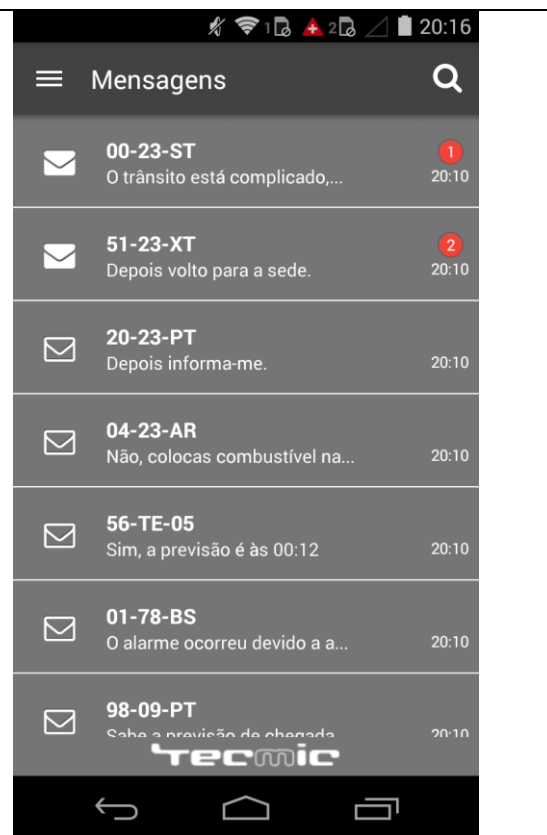 1 2 20:16
Mensagens
00-23-ST 1
O trânsito está complicado,... 20:10
51-23-XT 2
Depois volto para a sede. 20:10
20-23-PT
Depois informa-me. 20:10
04-23-AR
Não, colocas combustível na... 20:10
56-TE-05
Sim, a previsão é às 00:12 20:10
01-78-BS
O alarme ocorreu devido a a... 20:10
98-09-PT
Sabe a previsão de chegada 20:10
Tecmic